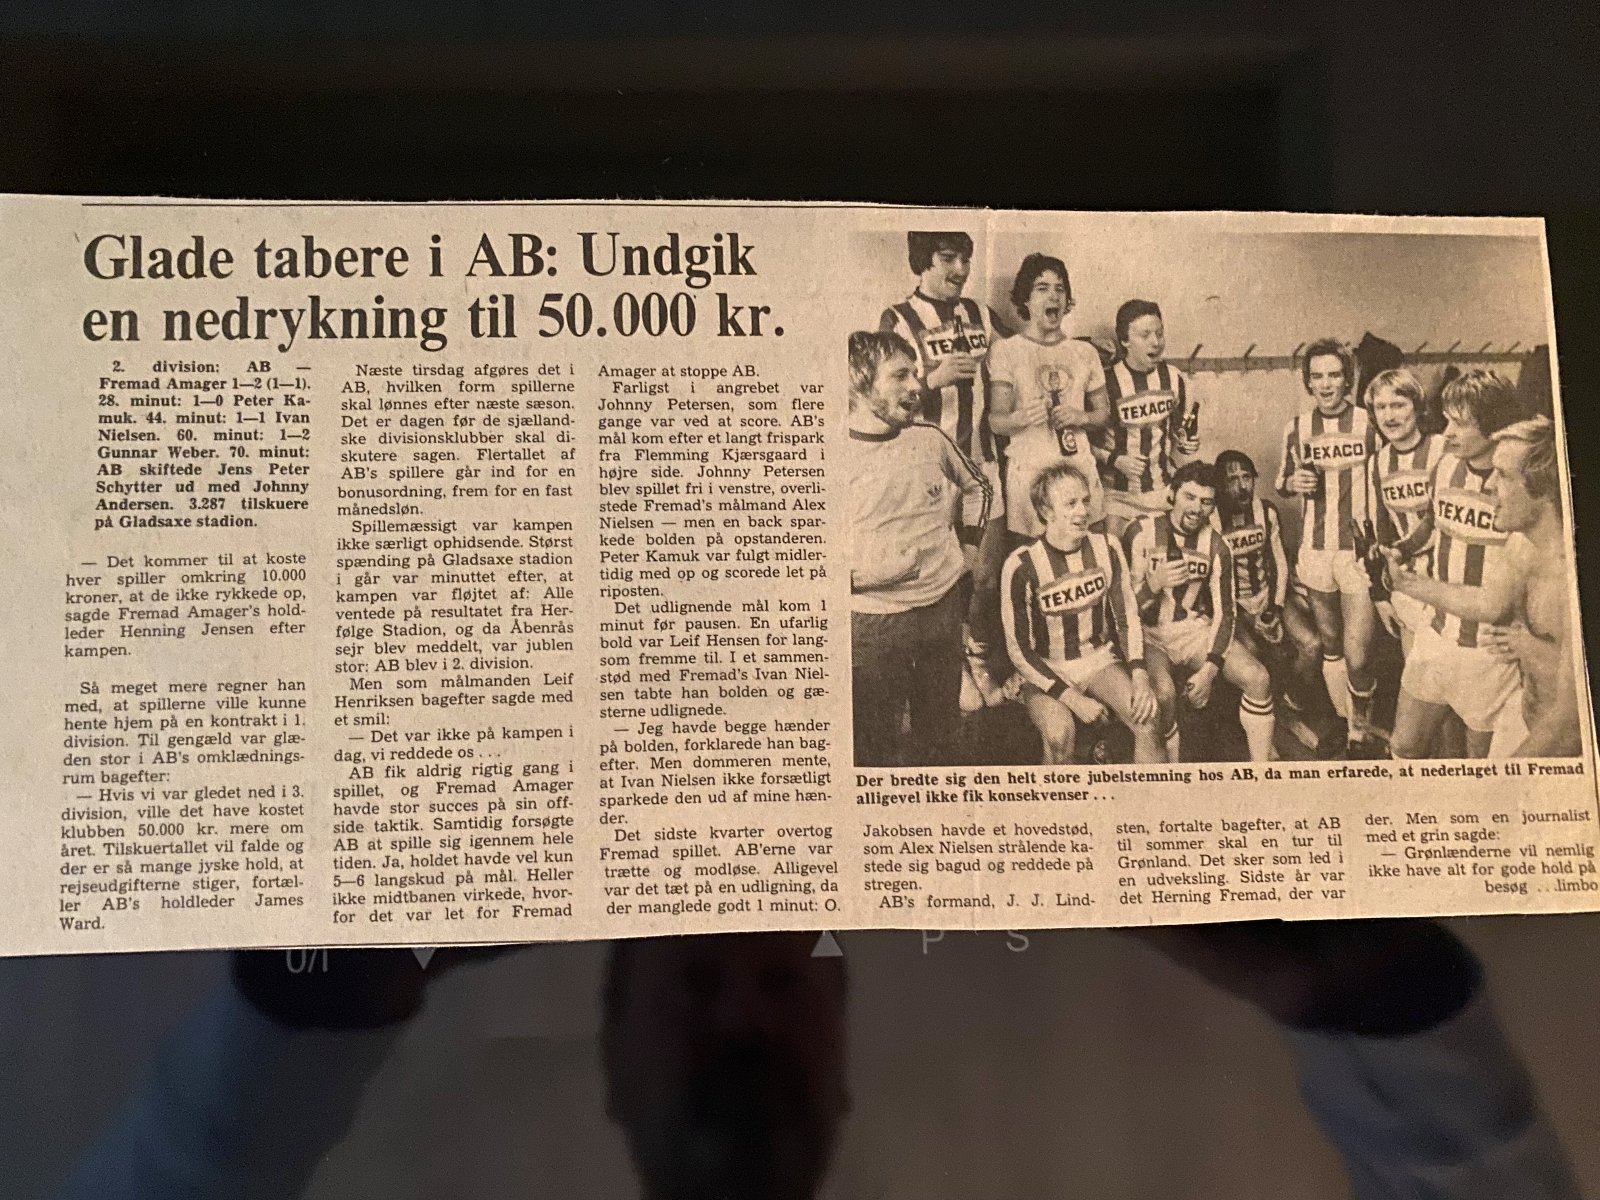 Glade tabere i AB: Undgik
en nedrykning til 50.000 kr.
2. division: AB —
Fremad Amager 1—2 (1—1).
28. minut: 1—0 Peter Ka-
muk. 44. minut: 1—1 Ivan
Nielsen. 60. minut: 1—2
Gunnar Weber. 70. minut:
AB skiftede Jens Peter
Schytter ud med Johnny
Andersen. 3.287 tilskuere
på Gladsaxe stadion.
— Det kommer til at koste
hver spiller omkring 10.000
kroner, at de ikke rykkede op,
sagde Fremad Amager's hold-
leder Henning Jensen efter
kampen.
Så meget mere regner han
med, at spillerne ville kunne
hente hjem på en kontrakt i 1.
division. Til gengæld var glæ-
den stor i AB's omklædnings-
rum bagefter:
— Hvis vi var gledet ned i 3.
division, ville det have kostet
klubben 50.000 kr. mere om
året. Tilskuertallet vil falde og
der er så mange jyske hold, at
rejseudgifterne stiger, fortæl-
ler AB's holdleder James
Ward.
Næste tirsdag afgøres det i
AB, hvilken form spillerne
skal lønnes efter næste sæson.
Det er dagen før de sjælland-
ske divisionsklubber skal di-
skutere sagen. Flertallet af
AB's spillere går ind for en
bonusordning, frem for en fast
månedsløn.
Spillemæssigt var kampen
ikke særligt ophidsende. Størst
spænding på Gladsaxe stadion
i går var minuttet efter, at
kampen var fløjtet af: Alle
ventede på resultatet fra Her-
følge Stadion, og da Åbenrås
sejr blev meddelt, var jublen
stor: AB blev i 2. division.
Men som målmanden Leif
Henriksen bagefter sagde med
et smil:
— Det var ikke på kampen i
dag, vi reddede os . . .
AB fik aldrig rigtig gang i
spillet, og Fremad Amager
havde stor succes på sin off-
side taktik. Samtidig forsøgte
AB at spille sig igennem hele
tiden. Ja, holdet havde vel kun
5—6 langskud på mål. Heller
ikke midtbanen virkede, hvor-
for det var let for Fremad
Amager at stoppe AB.
Farligst i angrebet var
Johnny Petersen, som flere
gange var ved at score. AB's
mål kom efter et langt frispark
fra Flemming Kjærsgaard i
højre side. Johnny Petersen
blev spillet fri i venstre, overli-
stede Fremad's målmand Alex
Nielsen — men en back spar-
kede bolden på opstanderen.
Peter Kamuk var fulgt midler-
tidig med op og scorede let på
riposten.
Det udlignende mål kom 1
minut før pausen. En ufarlig
bold var Leif Hensen for lang-
som fremme til. I et sammen-
stød med Fremad's Ivan Niel-
sen tabte han bolden og gæ-
sterne udlignede.
— Jeg havde begge hænder
på bolden, forklarede han bag-
efter. Men dommeren mente,
at Ivan Nielsen ikke forsætligt
sparkede den ud af mine hæn-
der.
Det sidste kvarter overtog
Fremad spillet. AB'erne var
trætte og modløse. Alligevel
var det tæt på en udligning, da
der manglede godt 1 minut: O.
TEXACO
TEXACO
TEXACO
TEXACO
TEXACO
Der bredte sig den helt store jubelstemning hos AB, da man erfarede, at nederlaget til Fremad
alligevel ikke fik konsekvenser . . .
Jakobsen havde et hovedstød,
som Alex Nielsen strålende ka-
stede sig bagud og reddede på
stregen.
AB's formand, J. J. Lind-
sten, fortalte bagefter, at AB
til sommer skal en tur til
Grønland. Det sker som led i
en udveksling. Sidste år var
det Herning Fremad, der var
der. Men som en journalist
med et grin sagde:
— Grønlænderne vil nemlig
ikke have alt for gode hold på
besøg . . .limbo
0/I
P S